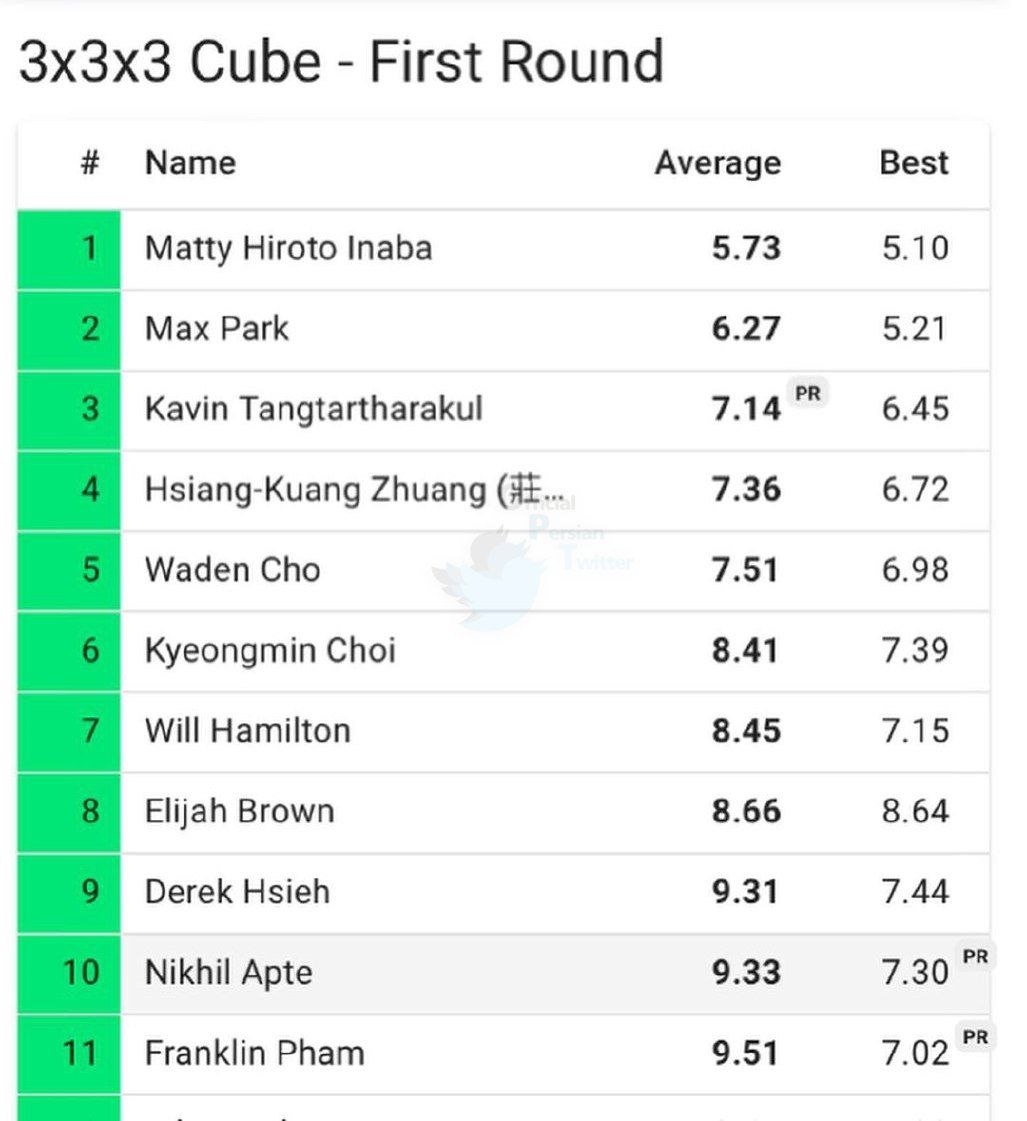 3x3x3 Cube - First Round
# Name Average Best
1 Matty Hiroto Inaba 5.73 5.10
2 Max Park 6.27 5.21
3 Kavin Tangtartharakul 7.14 PR 6.45
4 Hsiang-Kuang Zhuang (莊... 7.36 6.72
Official
Persian
Twitter
5 Waden Cho 7.51 6.98
6 Kyeongmin Choi 8.41 7.39
7 Will Hamilton 8.45 7.15
8 Elijah Brown 8.66 8.64
9 Derek Hsieh 9.31 7.44
10 Nikhil Apte 9.33 7.30 PR
11 Franklin Pham 9.51 7.02 PR